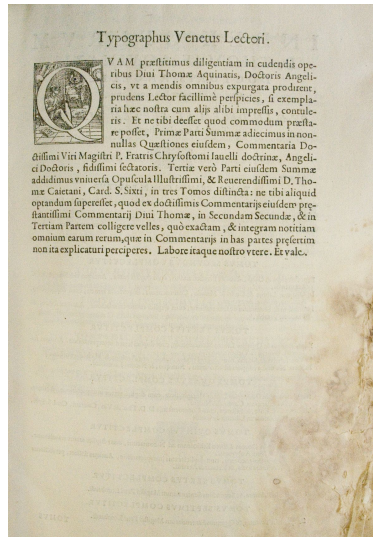 Typographus Venetus Lectori.
QVAM præstitimus diligentiam in cudendis ope-
ribus Diui Thomæ Aquinatis, Doctoris Angeli-
cis, vt a mendis omnibus expurgata prodirent,
prudens Lector facillimè perspicies, si exempla-
ria hæc nostra cum alijs alibi impressis, contule-
ris. Et ne tibi deesset quod commodum præsta-
re posset, Primæ Parti Summæ adiecimus in non-
nullas Quæstiones eiusdem, Commentaria Do-
ctissimi Viri Magistri P. Fratris Chrysostomi Iauelli doctrinæ, Angeli-
ci Doctoris, fidissimi sectatoris. Tertiæ verò Parti eiusdem Summæ
addidimus vniuersa Opuscula Illustrissimi, & Reuerendissimi D. Tho-
mæ Caietani, Card. S. Sixti, in tres Tomos distincta: ne tibi aliquid
optandum superesset, quod ex doctissimis Commentarijs eiusdem prę-
stantissimi Commentarij Diui Thomæ, in Secundam Secundæ, & in
Tertiam Partem colligere velles, quò exactam, & integram notitiam
omnium earum rerum, quæ in Commentarijs in has partes pręsertim
non ita explicaturi perciperes. Labore itaque nostro vtere. Et vale.